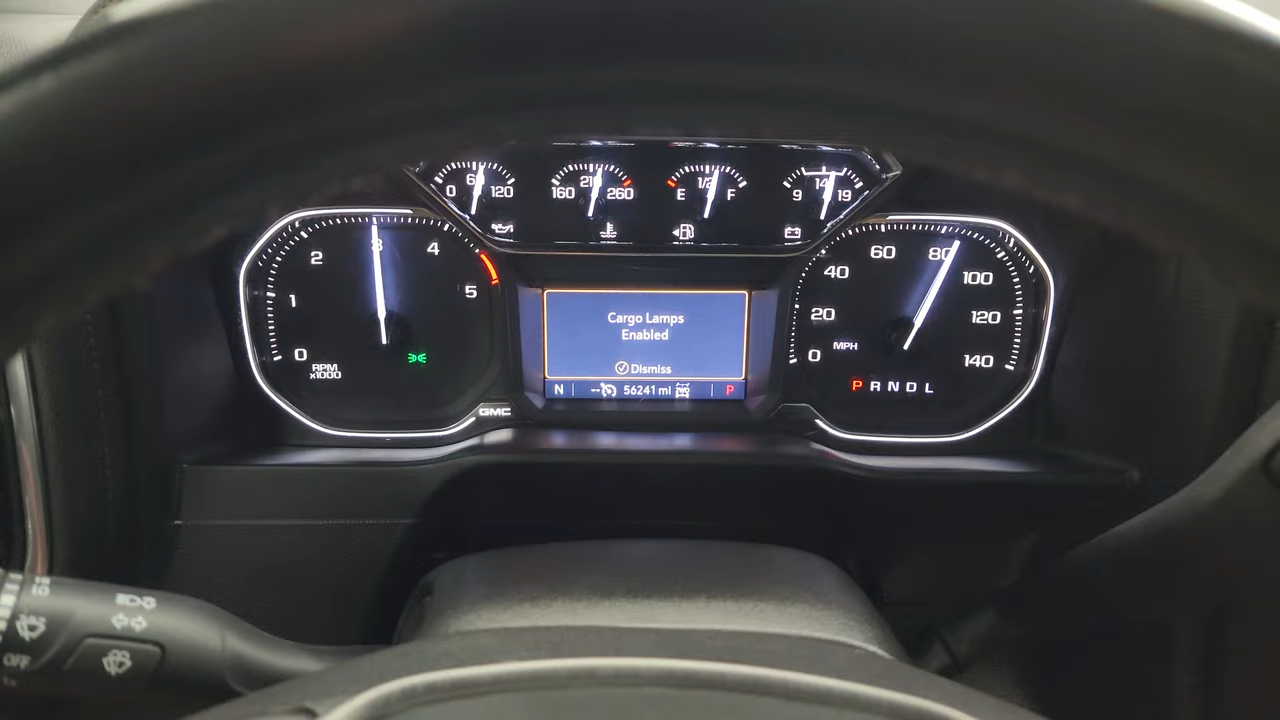 0 60 120
160 210 260
E 1/2 F
9 14 19
0 1 2 3 4 5
RPM
x1000
GMC
Cargo Lamps
Enabled
Dismiss
N -- 56241 mi P
0 20 40 60 80 100 120 140
MPH
P R N D L
OFF